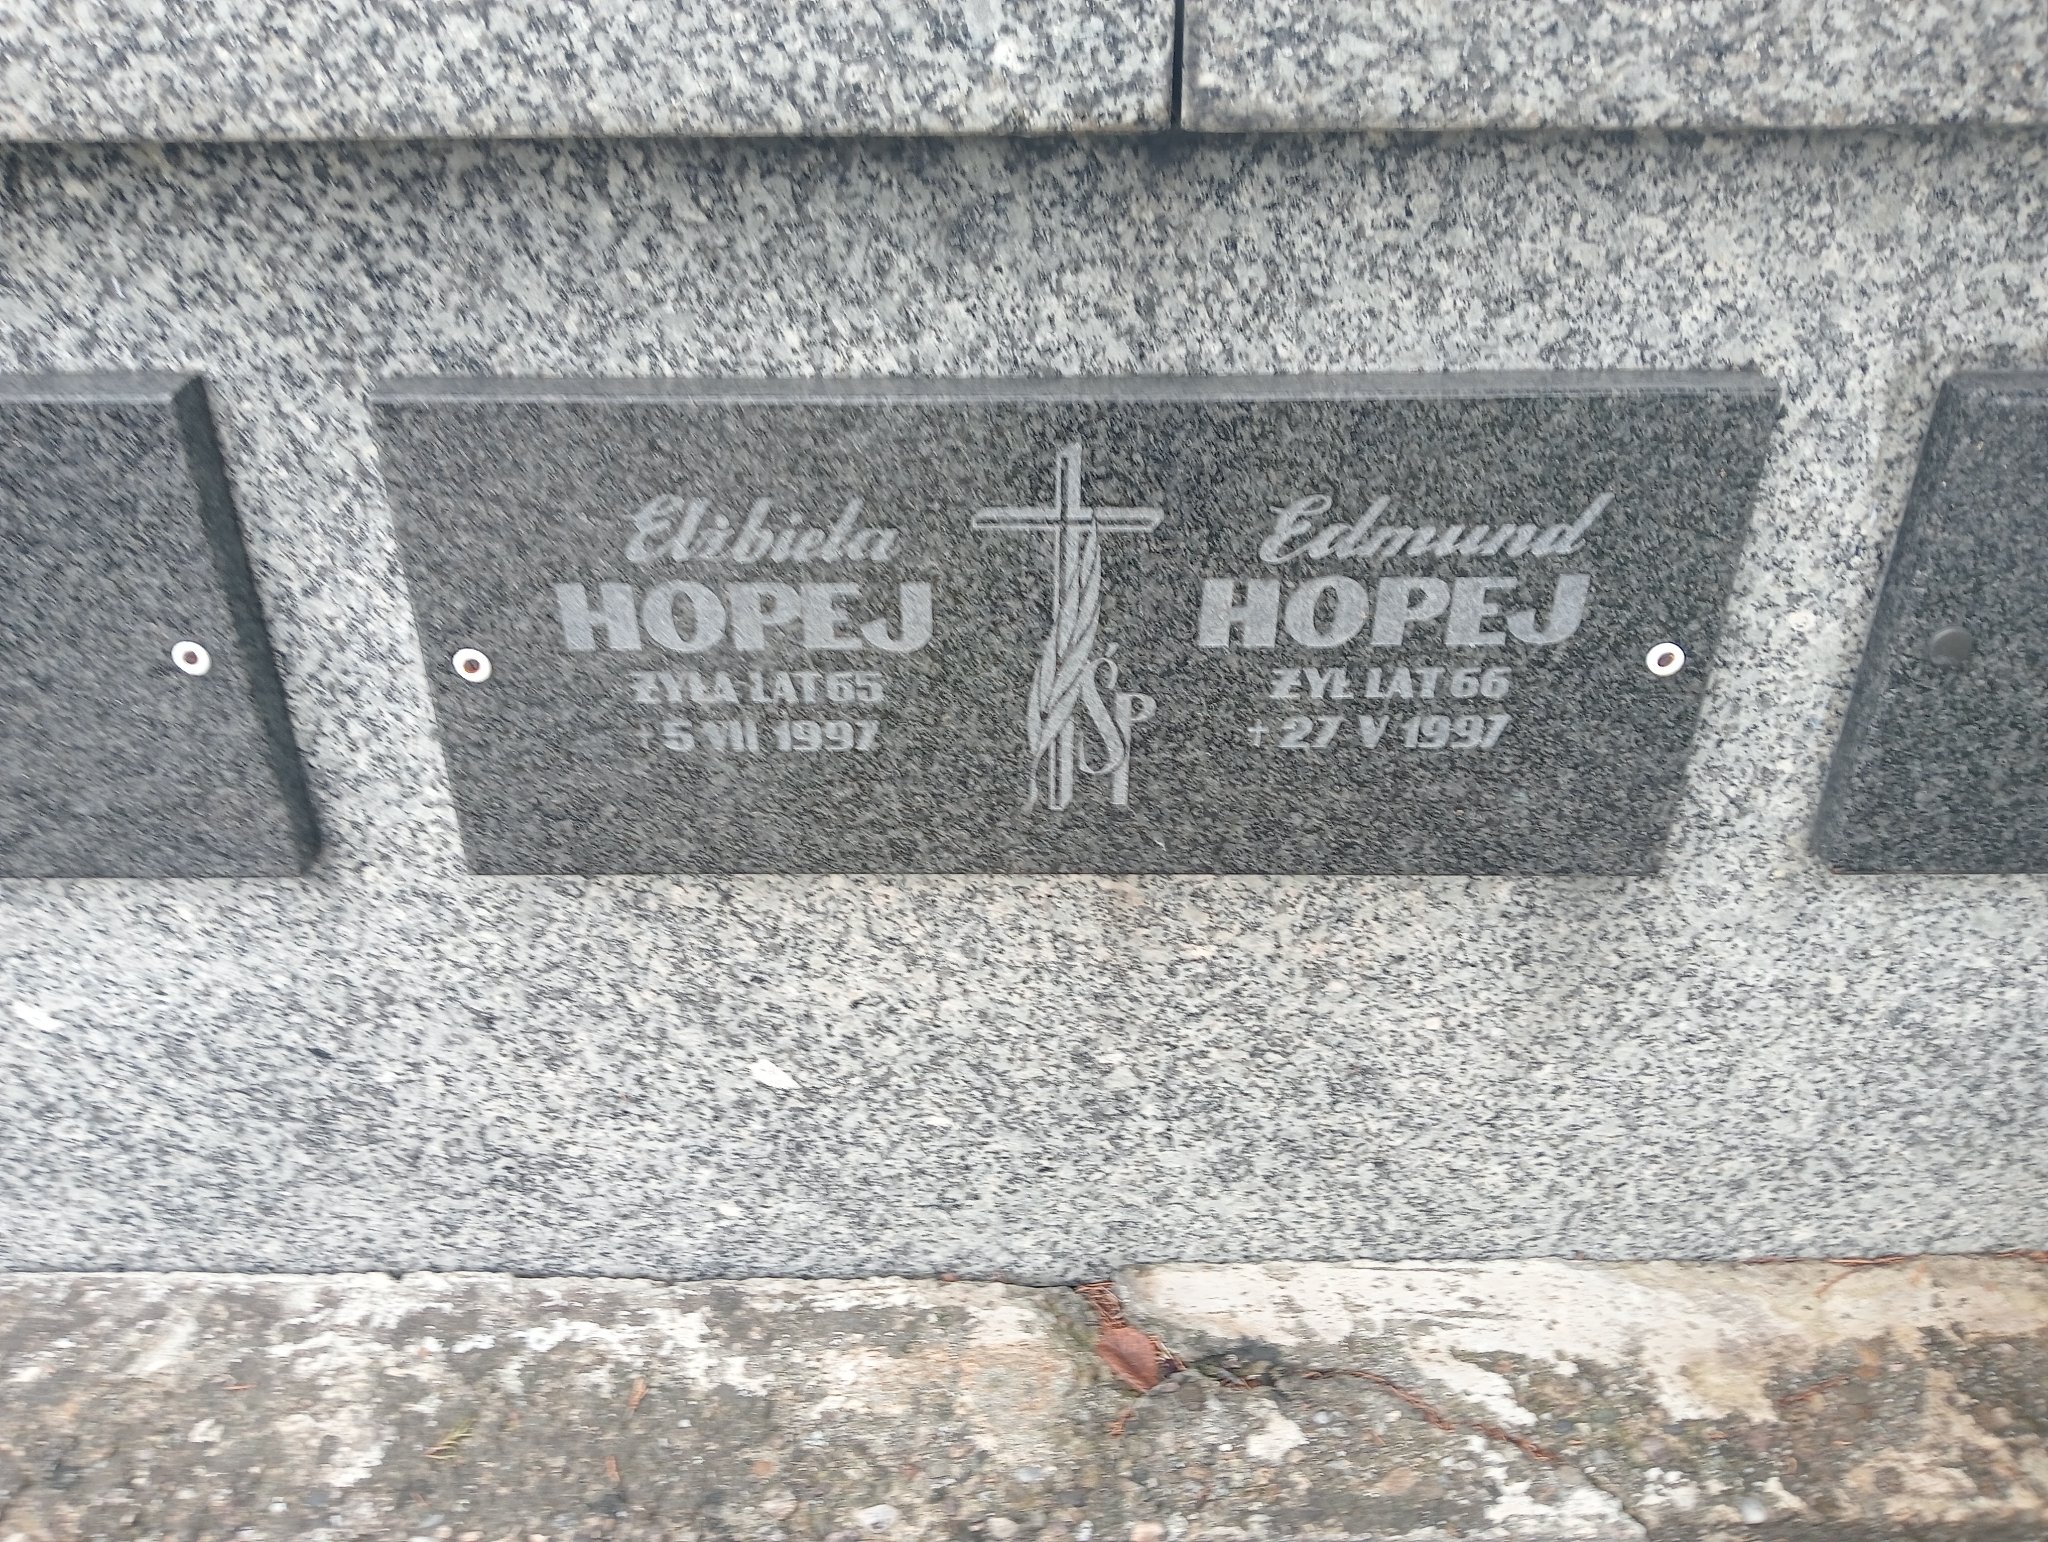 Elżbieta
HOPEJ
ŻYŁA LAT 65
+ 5 VII 1997
ŚP
Edmund
HOPEJ
ŻYŁ LAT 66
+ 27 V 1997